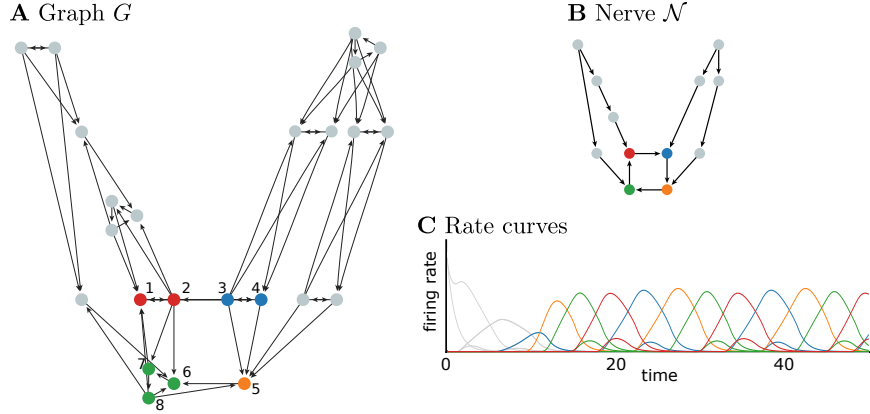 A Graph G
B Nerve 𝒩
1 2 3 4
7 6 5
8
C Rate curves
firing rate
0 20 40
time